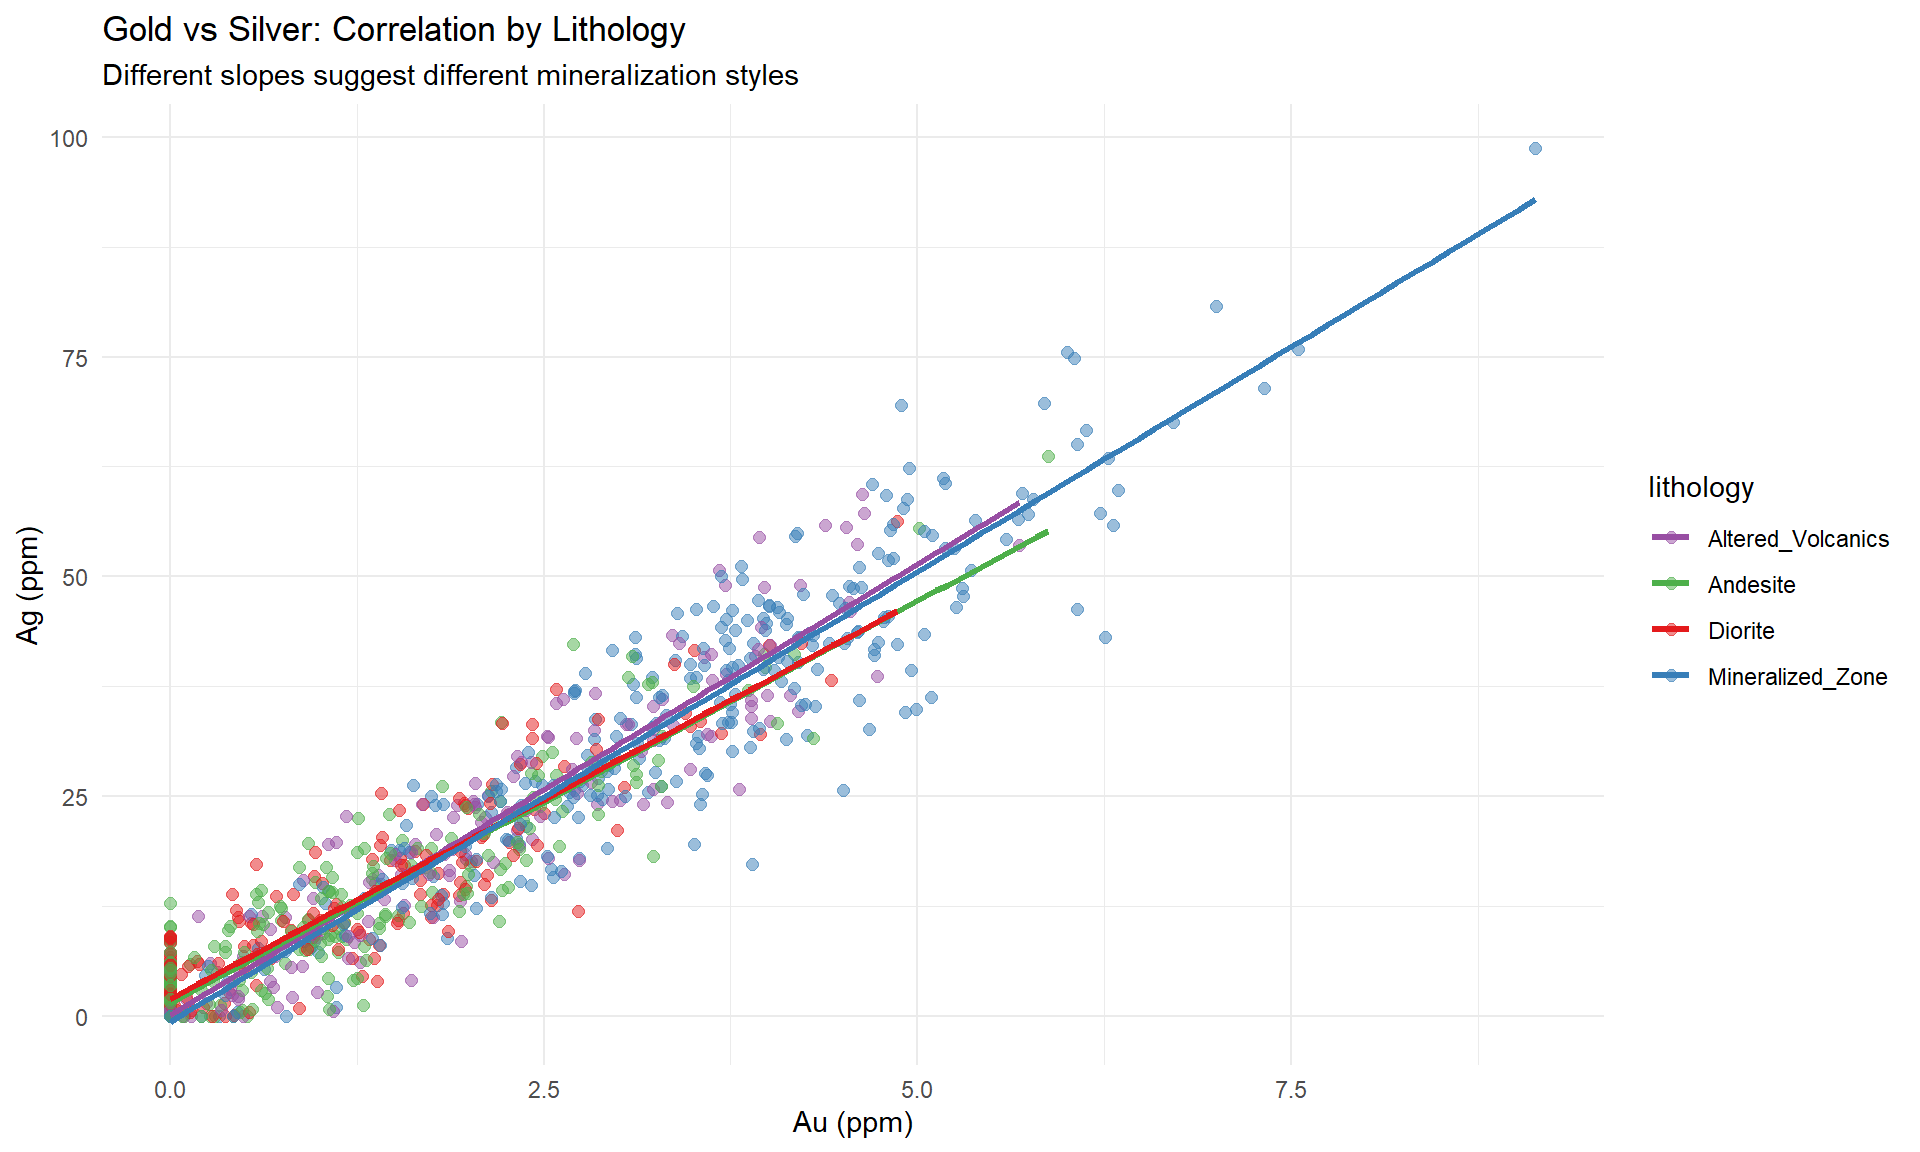 Gold vs Silver: Correlation by Lithology
Different slopes suggest different mineralization styles
100
75
50
25
0
Ag (ppm)
0.0
2.5
5.0
7.5
Au (ppm)
lithology
Altered_Volcanics
Andesite
Diorite
Mineralized_Zone